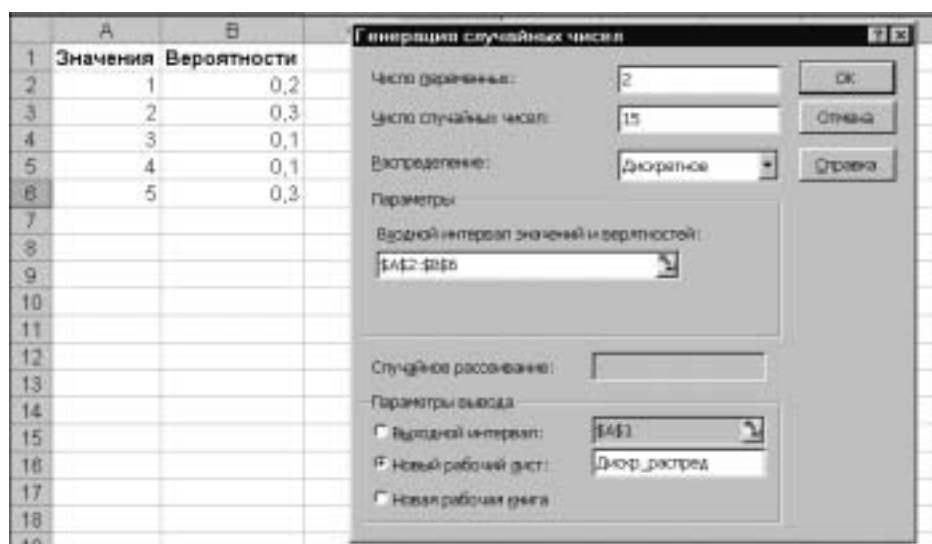 A B
Генерация случайных чисел
1 Значения Вероятности
2 1 0,2
3 2 0,3
4 3 0,1
5 4 0,1
6 5 0,3
7
8
9
10
11
12
13
14
15
16
17
18
Число переменных: 2
OK
Число случайных чисел: 15
Отмена
Распределение: Дискретное
Справка
Параметры
Входной интервал значений и вероятностей:
$A$2:$B$6
Случайное рассеивание:
Параметры вывода
Выходной интервал: $A$1
Новый рабочий лист: Дискр_распред
Новая рабочая книга